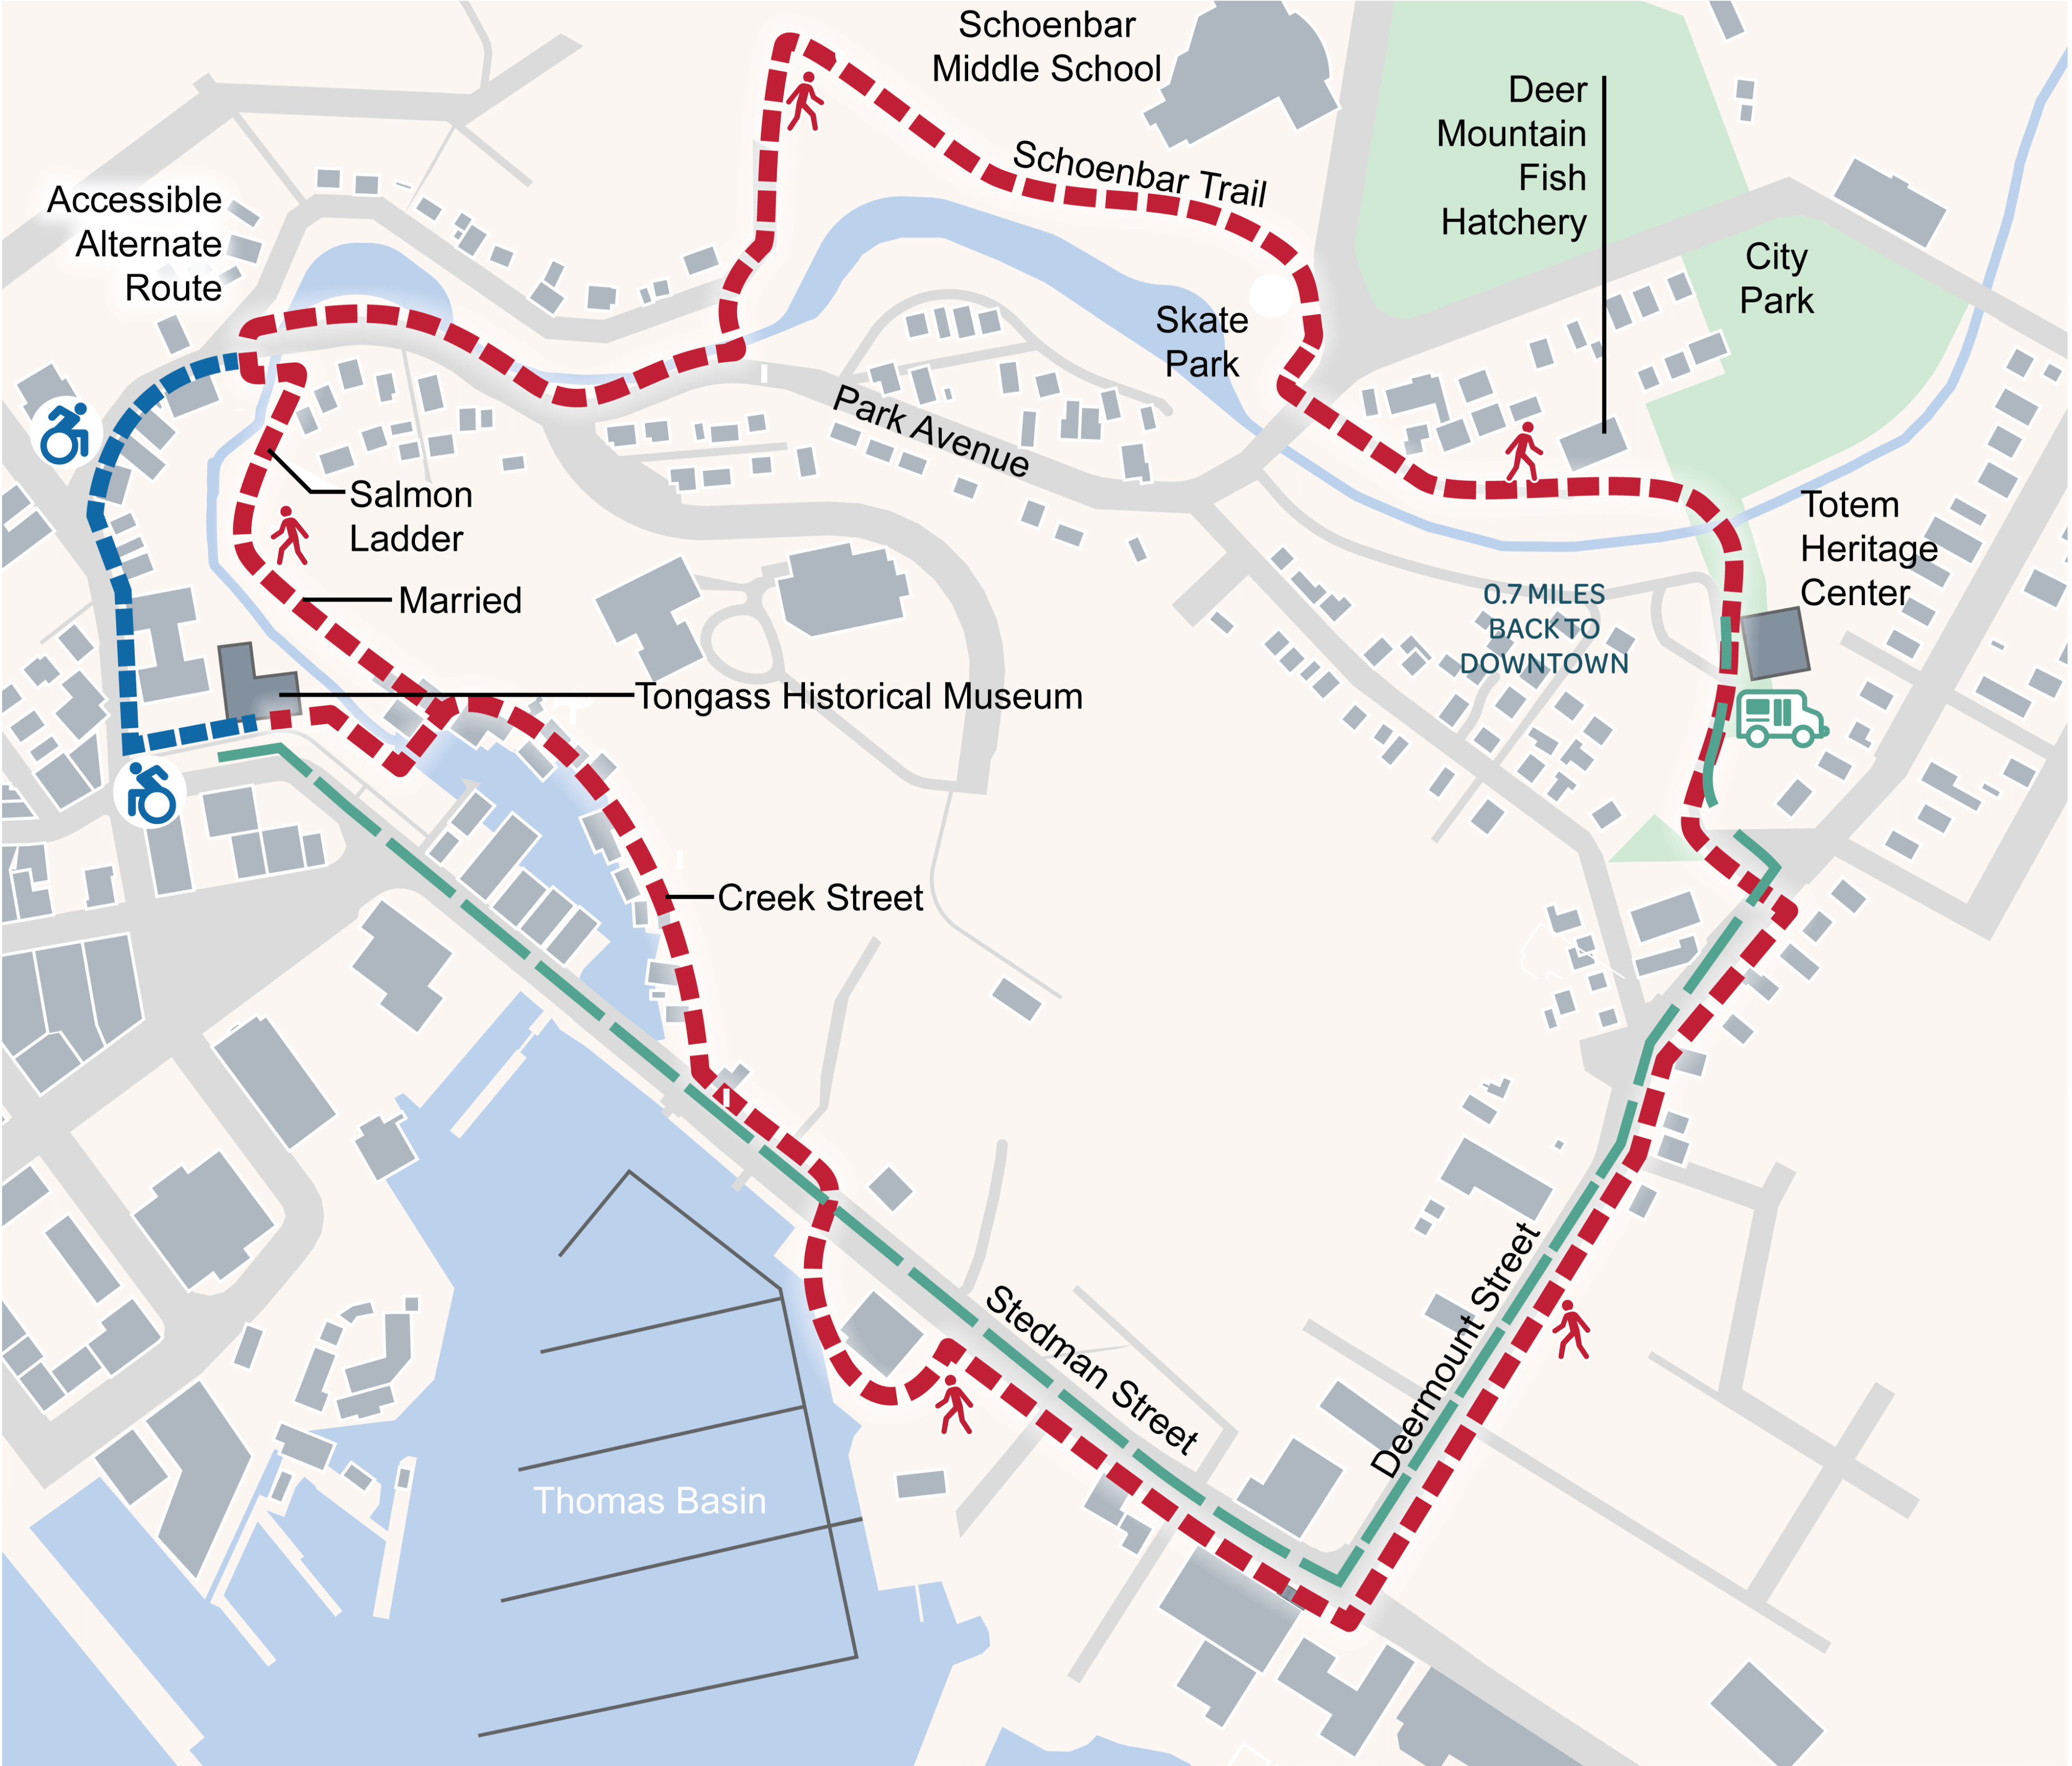 Schoenbar
Middle School
Deer
Mountain
Fish
Hatchery
Schoenbar Trail
Accessible
Alternate
Route
City
Park
Skate
Park
Park Avenue
Salmon
Ladder
Totem
Heritage
Center
Married
0.7 MILES
BACK TO
DOWNTOWN
Tongass Historical Museum
Creek Street
Stedman Street
Deermount Street
Thomas Basin